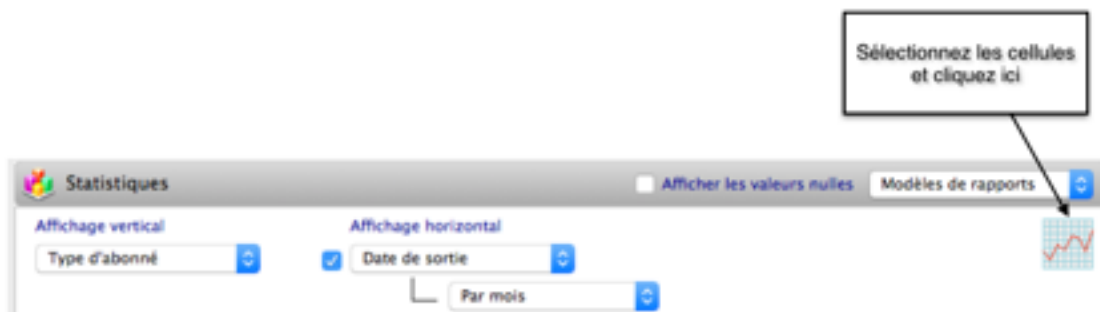 Sélectionnez les cellules
et cliquez ici
Statistiques
Afficher les valeurs nulles
Modèles de rapports
Affichage vertical
Affichage horizontal
Type d'abonné
Date de sortie
Par mois